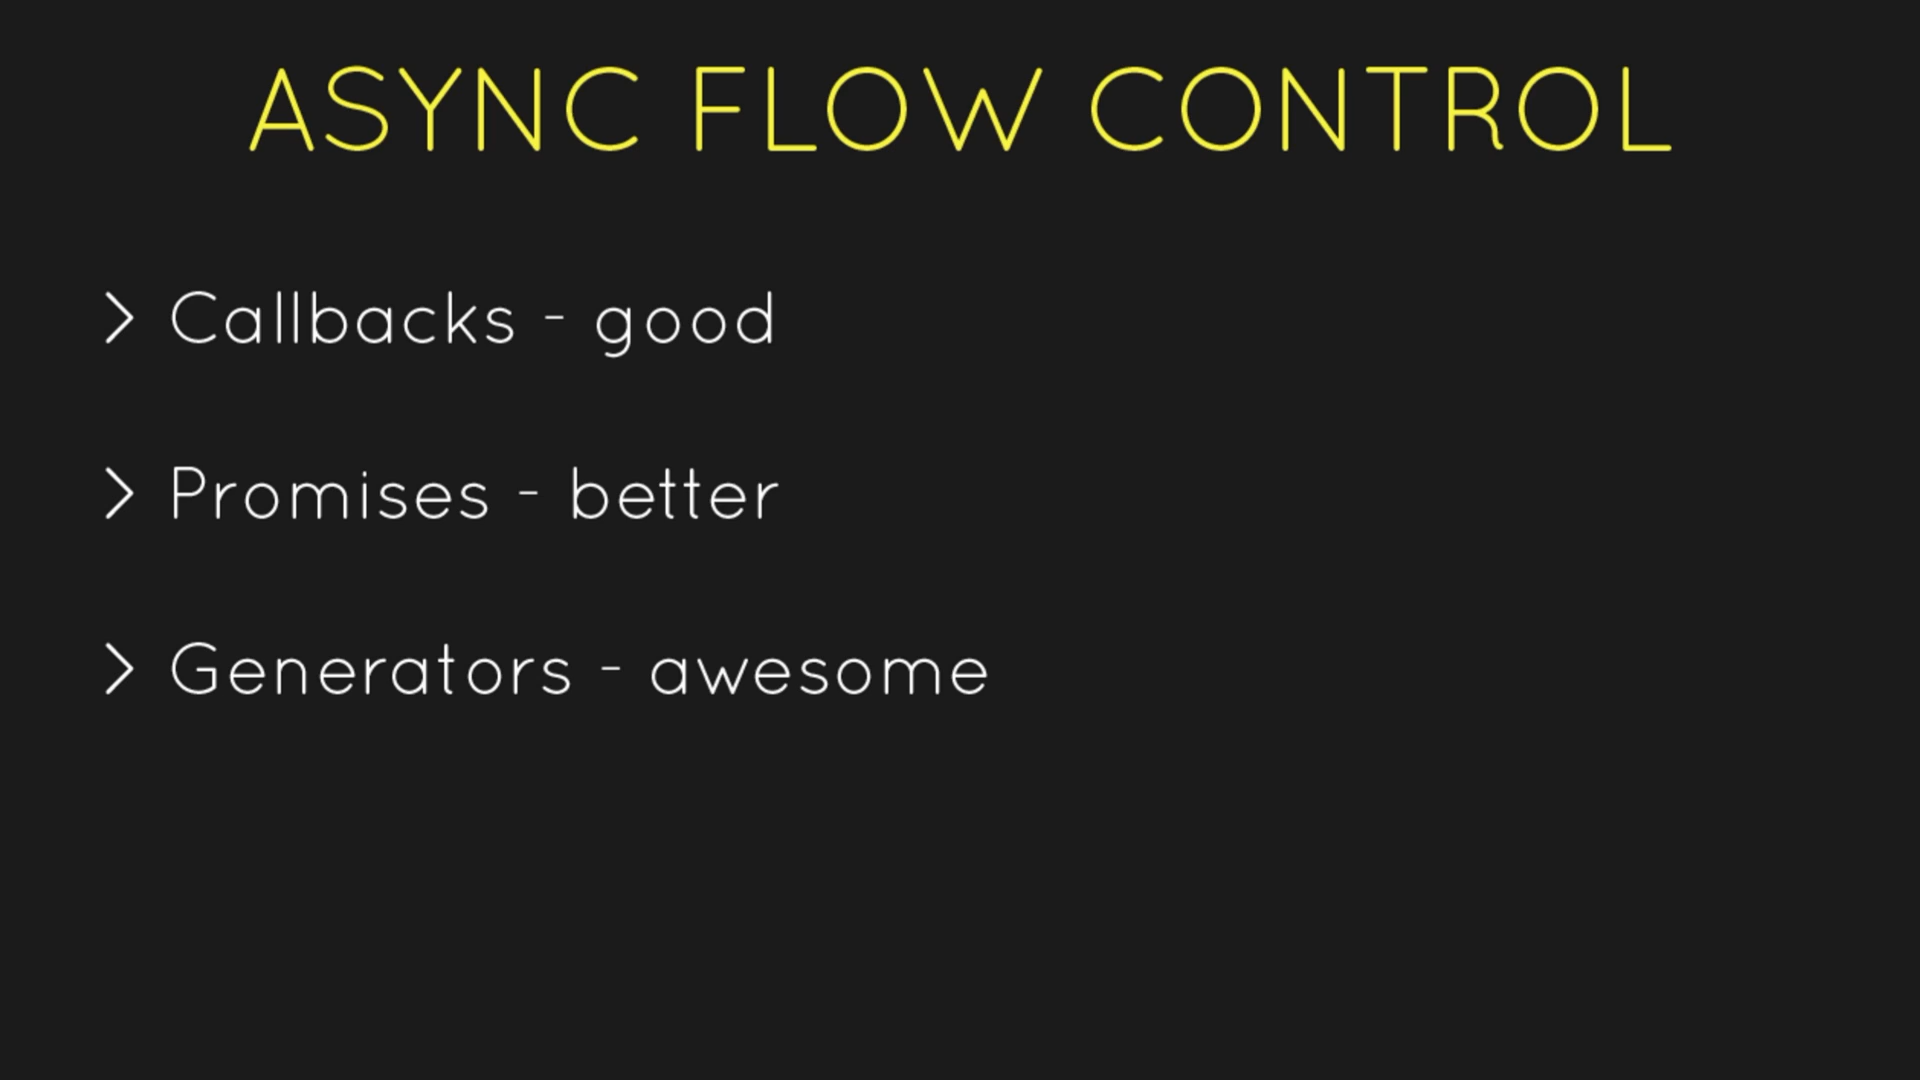 ASYNC FLOW CONTROL
> Callbacks - good
> Promises - better
> Generators - awesome